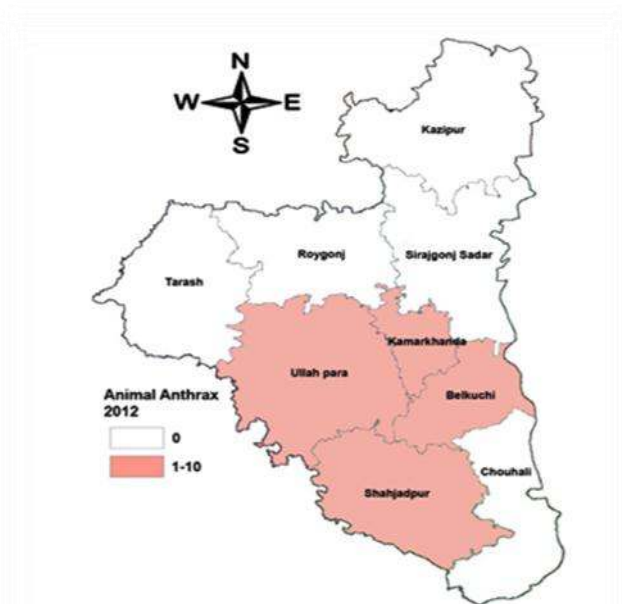 N
W E
S
Kazipur
Roygonj
Sirajgonj Sadar
Tarash
Kamarkhanda
Ullah para
Belkuchi
Animal Anthrax
2012
0
1-10
Chouhali
Shahjadpur